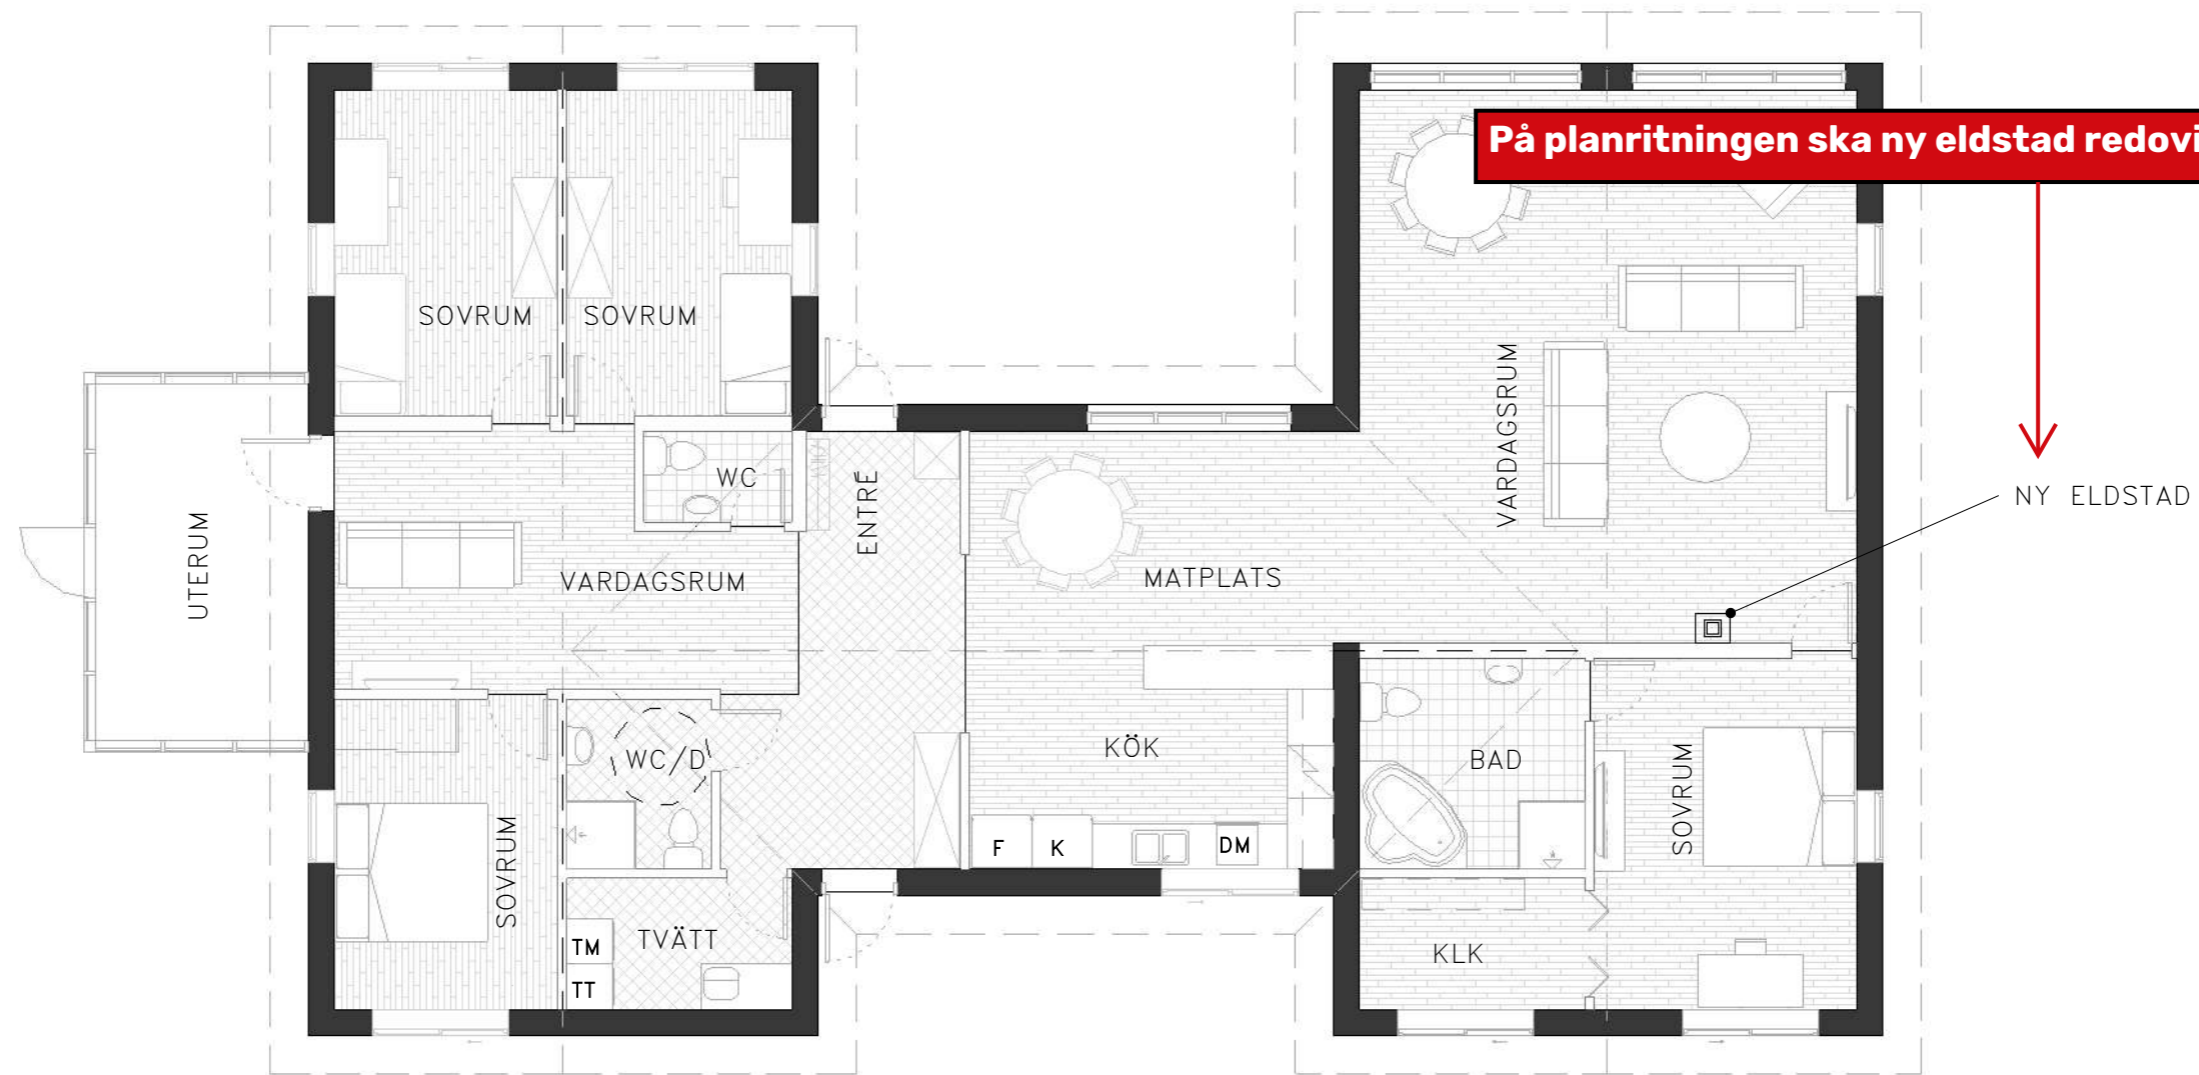 På planritningen ska ny eldstad redovi
SOVRUM
SOVRUM
VARDAGSRUM
WC
ENTRÉ
NY ELDSTAD
UTERUM
VARDAGSRUM
MATPLATS
WC/D
KÖK
BAD
SOVRUM
SOVRUM
F
K
DM
TM
TVÄTT
KLK
TT